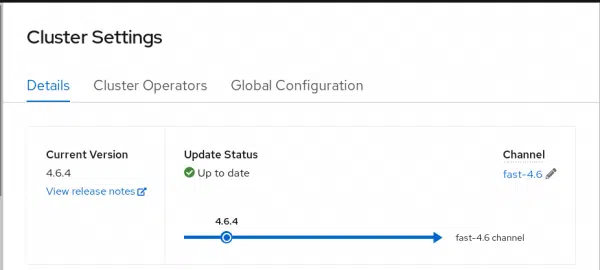 Cluster Settings
Details Cluster Operators Global Configuration
Current Version Update Status Channel
4.6.4 Up to date fast-4.6
View release notes
4.6.4
fast-4.6 channel